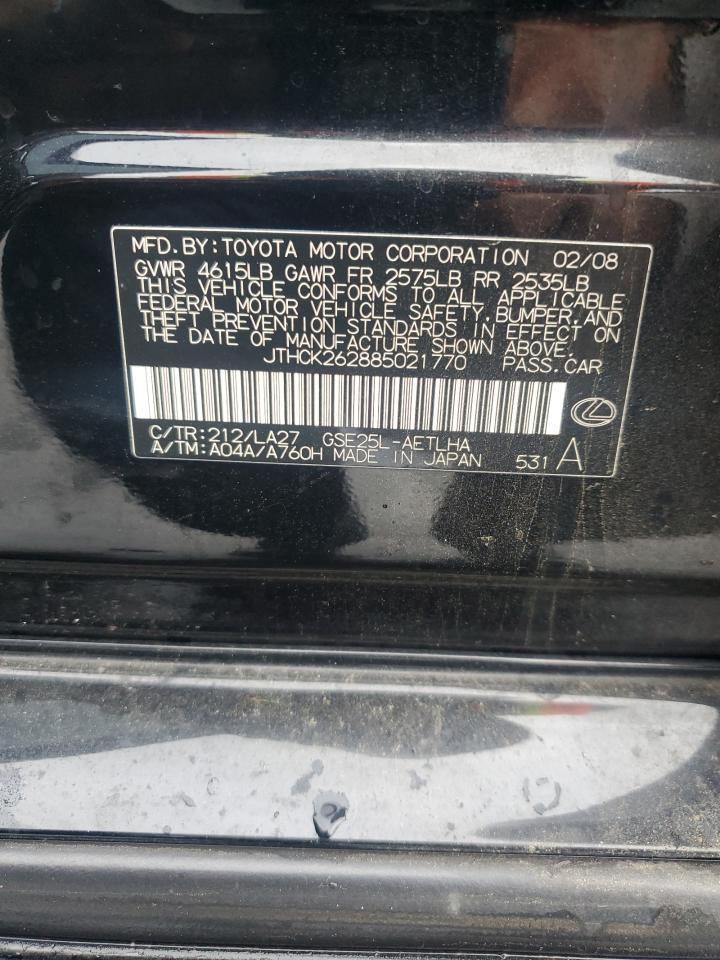 MFD.BY:TOYOTA MOTOR CORPORATION 02/08
GVWR 4615LB GAWR FR 2575LB RR 2535LB
THIS VEHICLE CONFORMS TO ALL APPLICABLE
FEDERAL MOTOR VEHICLE SAFETY,BUMPER,AND
THEFT PREVENTION STANDARDS IN EFFECT ON
THE DATE OF MANUFACTURE SHOWN ABOVE.
JTHCK262885021770 PASS.CAR
C/TR:212/LA27 GSE25L-AETLHA
A/TM:A04A/A760H MADE IN JAPAN 531 A